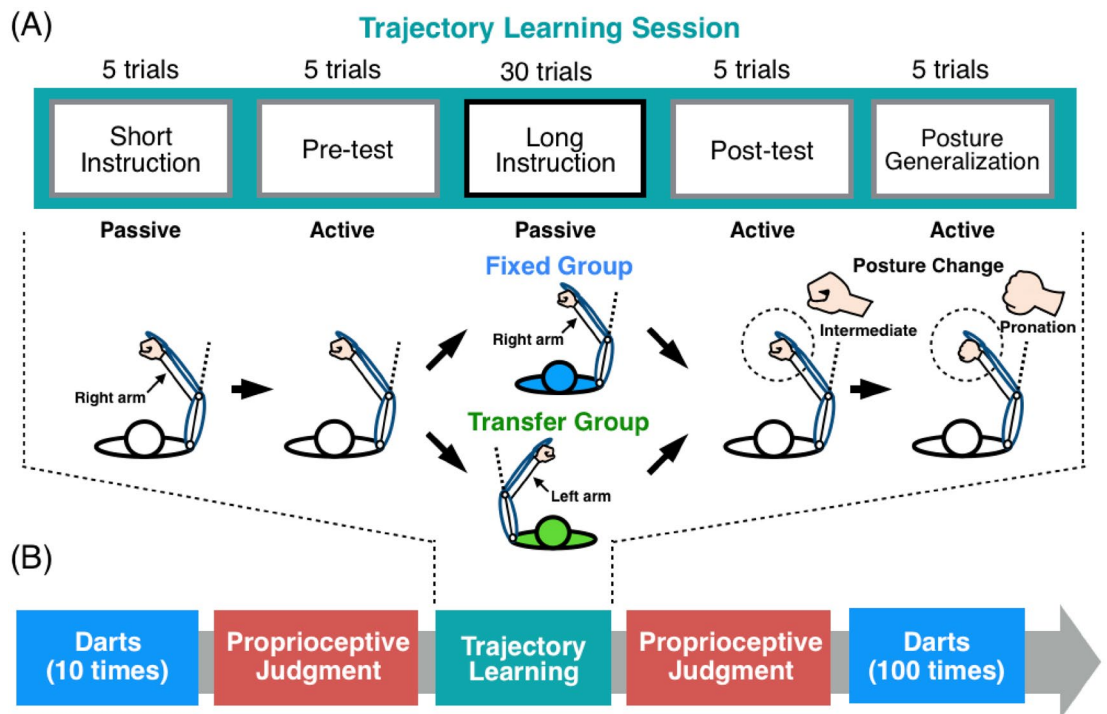 (A)
Trajectory Learning Session
5 trials
5 trials
30 trials
5 trials
5 trials
Short
Instruction
Pre-test
Long
Instruction
Post-test
Posture
Generalization
Passive
Active
Passive
Active
Active
Fixed Group
Posture Change
Right arm
Intermediate
Pronation
Right arm
Transfer Group
Left arm
(B)
Darts
(10 times)
Proprioceptive
Judgment
Trajectory
Learning
Proprioceptive
Judgment
Darts
(100 times)